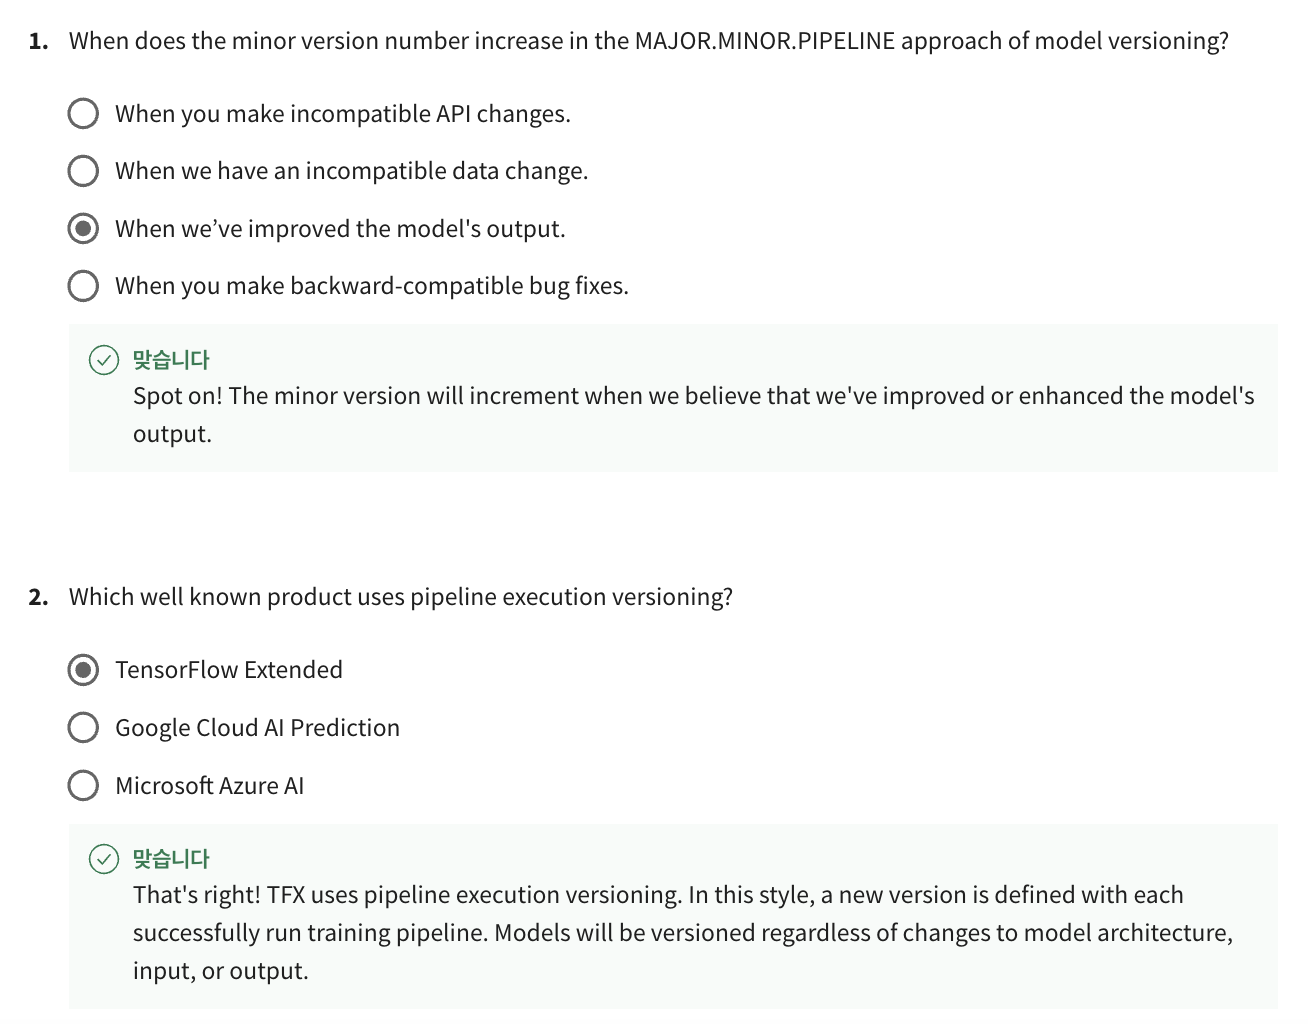 1. When does the minor version number increase in the MAJOR.MINOR.PIPELINE approach of model versioning?
When you make incompatible API changes.
When we have an incompatible data change.
When we’ve improved the model's output.
When you make backward-compatible bug fixes.
맞습니다
Spot on! The minor version will increment when we believe that we've improved or enhanced the model's
output.
2. Which well known product uses pipeline execution versioning?
TensorFlow Extended
Google Cloud AI Prediction
Microsoft Azure AI
맞습니다
That's right! TFX uses pipeline execution versioning. In this style, a new version is defined with each
successfully run training pipeline. Models will be versioned regardless of changes to model architecture,
input, or output.